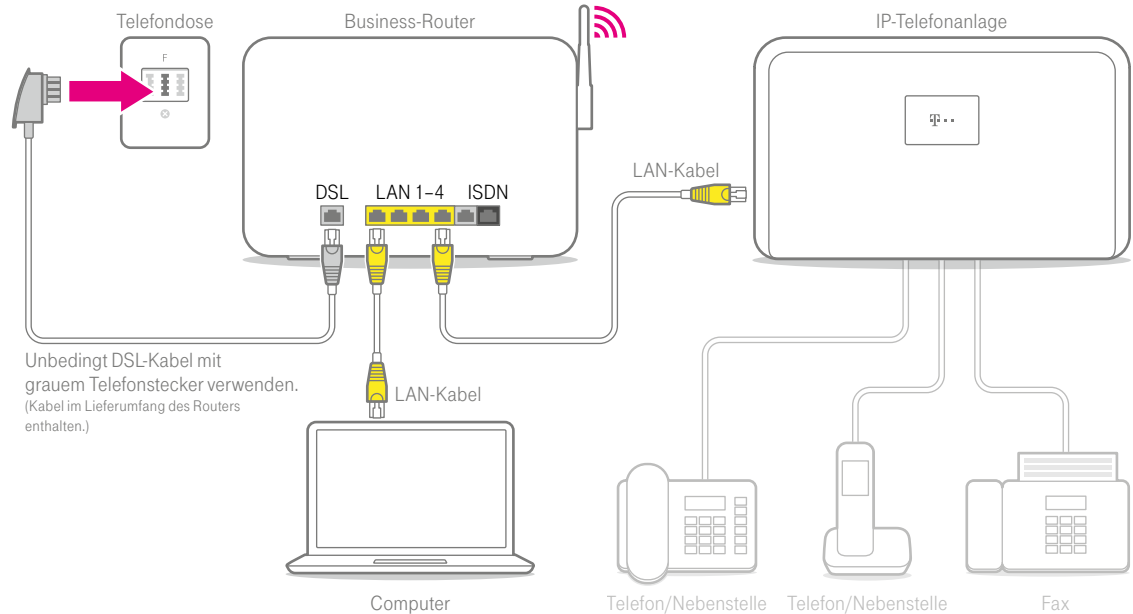 Telefondose
Business-Router
IP-Telefonanlage
F
T
LAN-Kabel
DSL LAN 1–4 ISDN
Unbedingt DSL-Kabel mit
grauem Telefonstecker verwenden.
(Kabel im Lieferumfang des Routers
enthalten.)
LAN-Kabel
Computer
Telefon/Nebenstelle
Telefon/Nebenstelle
Fax